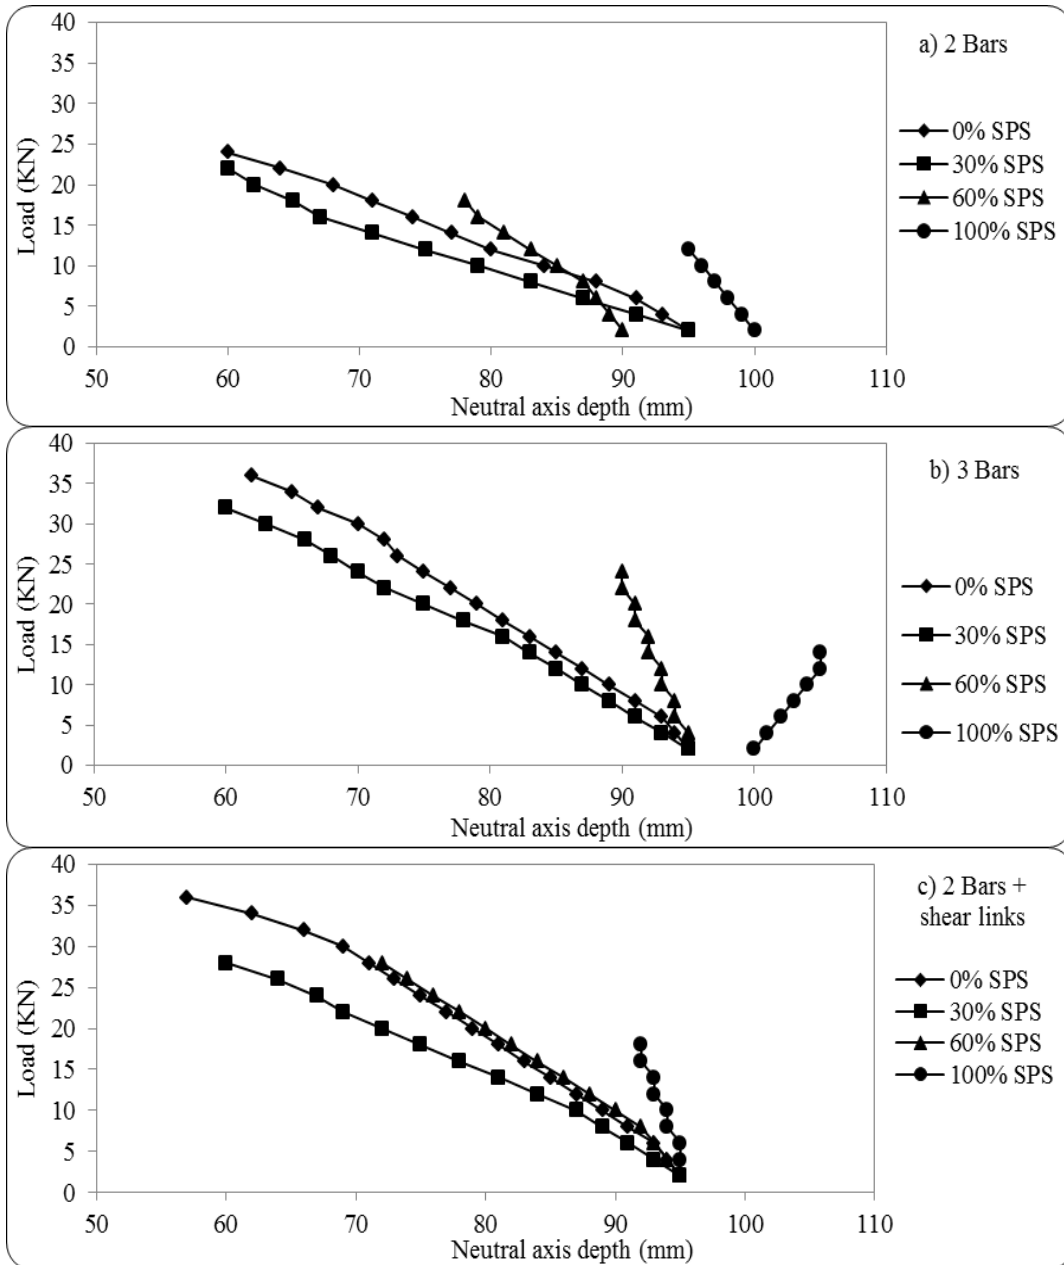 a) 2 Bars
40
35
30
25
20
15
10
5
0
Load (KN)
50 60 70 80 90 100 110
Neutral axis depth (mm)
0% SPS
30% SPS
60% SPS
100% SPS
b) 3 Bars
40
35
30
25
20
15
10
5
0
Load (KN)
50 60 70 80 90 100 110
Neutral axis depth (mm)
0% SPS
30% SPS
60% SPS
100% SPS
c) 2 Bars +
shear links
40
35
30
25
20
15
10
5
0
Load (KN)
50 60 70 80 90 100 110
Neutral axis depth (mm)
0% SPS
30% SPS
60% SPS
100% SPS